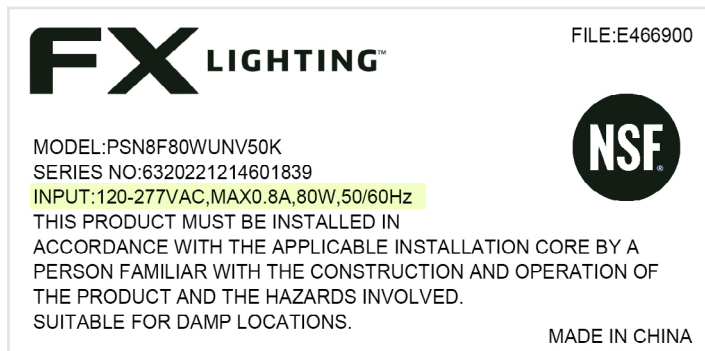 FX LIGHTING™
FILE:E466900
NSF®
MODEL:PSN8F80WUNV50K
SERIES NO:6320221214601839
INPUT:120-277VAC,MAX0.8A,80W,50/60Hz
THIS PRODUCT MUST BE INSTALLED IN
ACCORDANCE WITH THE APPLICABLE INSTALLATION CORE BY A
PERSON FAMILIAR WITH THE CONSTRUCTION AND OPERATION OF
THE PRODUCT AND THE HAZARDS INVOLVED.
SUITABLE FOR DAMP LOCATIONS.
MADE IN CHINA